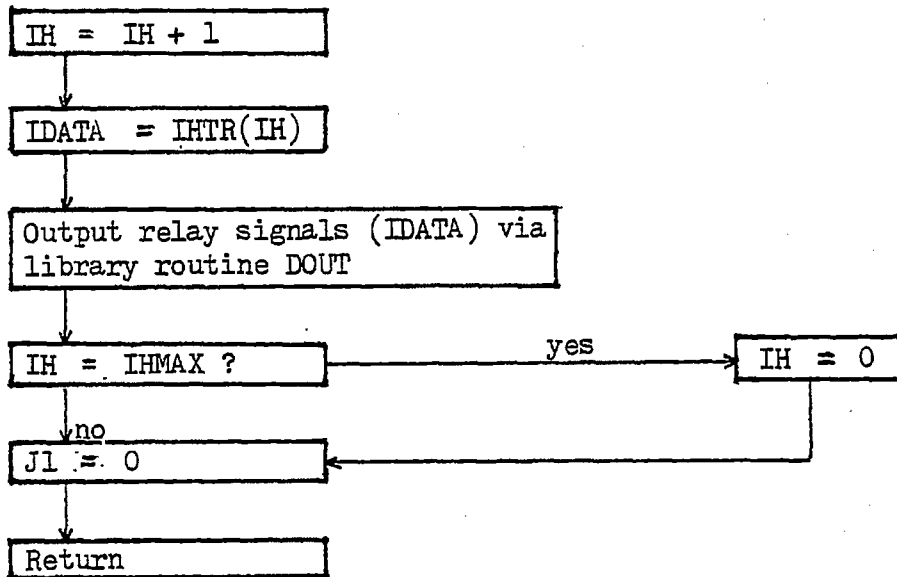 IH = IH + 1
IDATA = IHTR(IH)
Output relay signals (IDATA) via
library routine DOUT
IH = IHMAX ?
yes
IH = 0
no
J1 = 0
Return